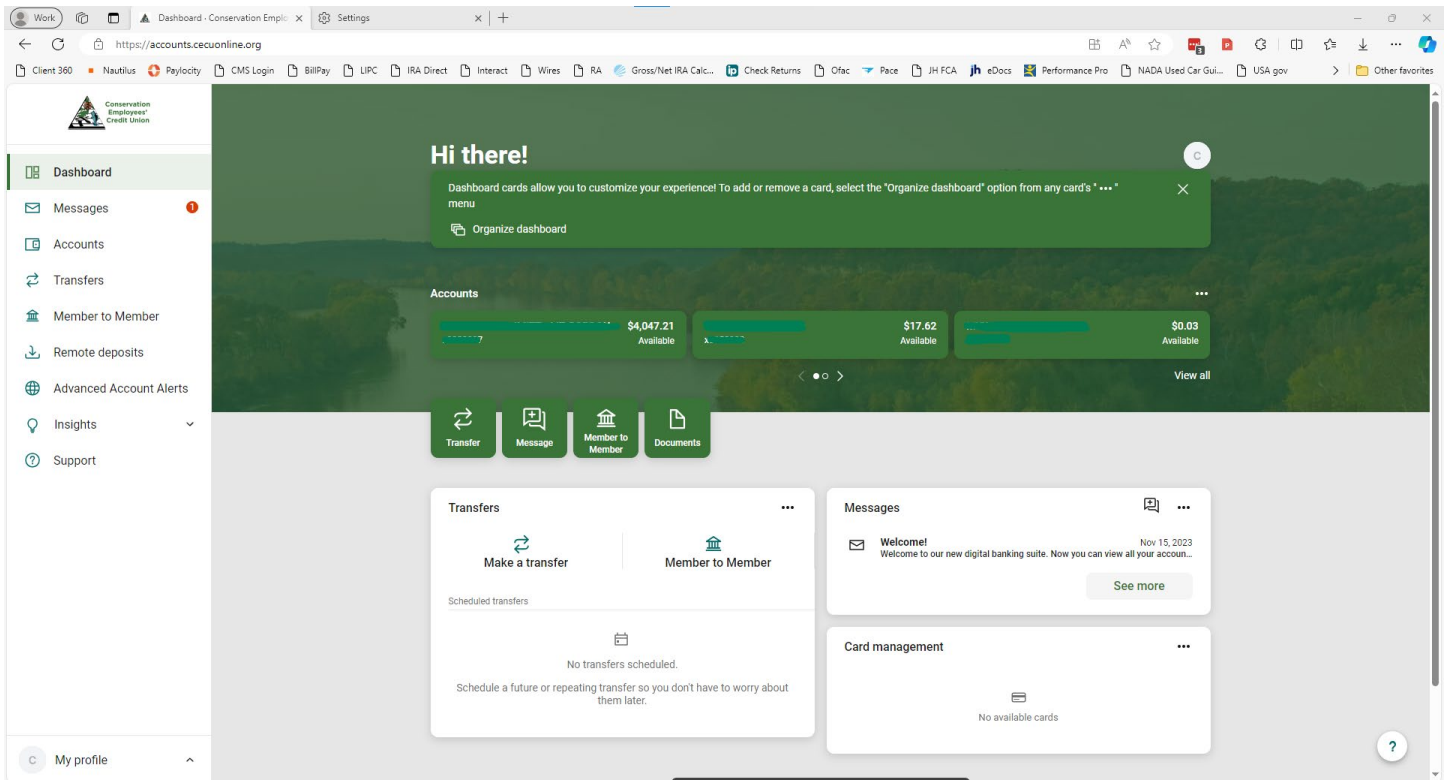 Work
Dashboard - Conservation Emplo
Settings
https://accounts.cecuonline.org
3
Client 360
Nautilus
Paylocity
CMS Login
BillPay
LIPC
IRA Direct
Interact
Wires
RA
Gross/Net IRA Calc...
Check Returns
Ofac
Pace
JH FCA
jh eDocs
Performance Pro
NADA Used Car Gui...
USA gov
Other favorites
Conservation
Employees'
Credit Union
Dashboard
Messages
1
Accounts
Transfers
Member to Member
Remote deposits
Advanced Account Alerts
Insights
Support
C My profile
Hi there!
C
Dashboard cards allow you to customize your experience! To add or remove a card, select the "Organize dashboard" option from any card's " ••• "
menu
Organize dashboard
Accounts
$4,047.21
Available
$17.62
Available
$0.03
Available
View all
Transfer
Message
Member to
Member
Documents
Transfers
Make a transfer
Member to Member
Scheduled transfers
No transfers scheduled.
Schedule a future or repeating transfer so you don't have to worry about
them later.
Messages
Welcome!
Nov 15, 2023
Welcome to our new digital banking suite. Now you can view all your accoun...
See more
Card management
No available cards
?